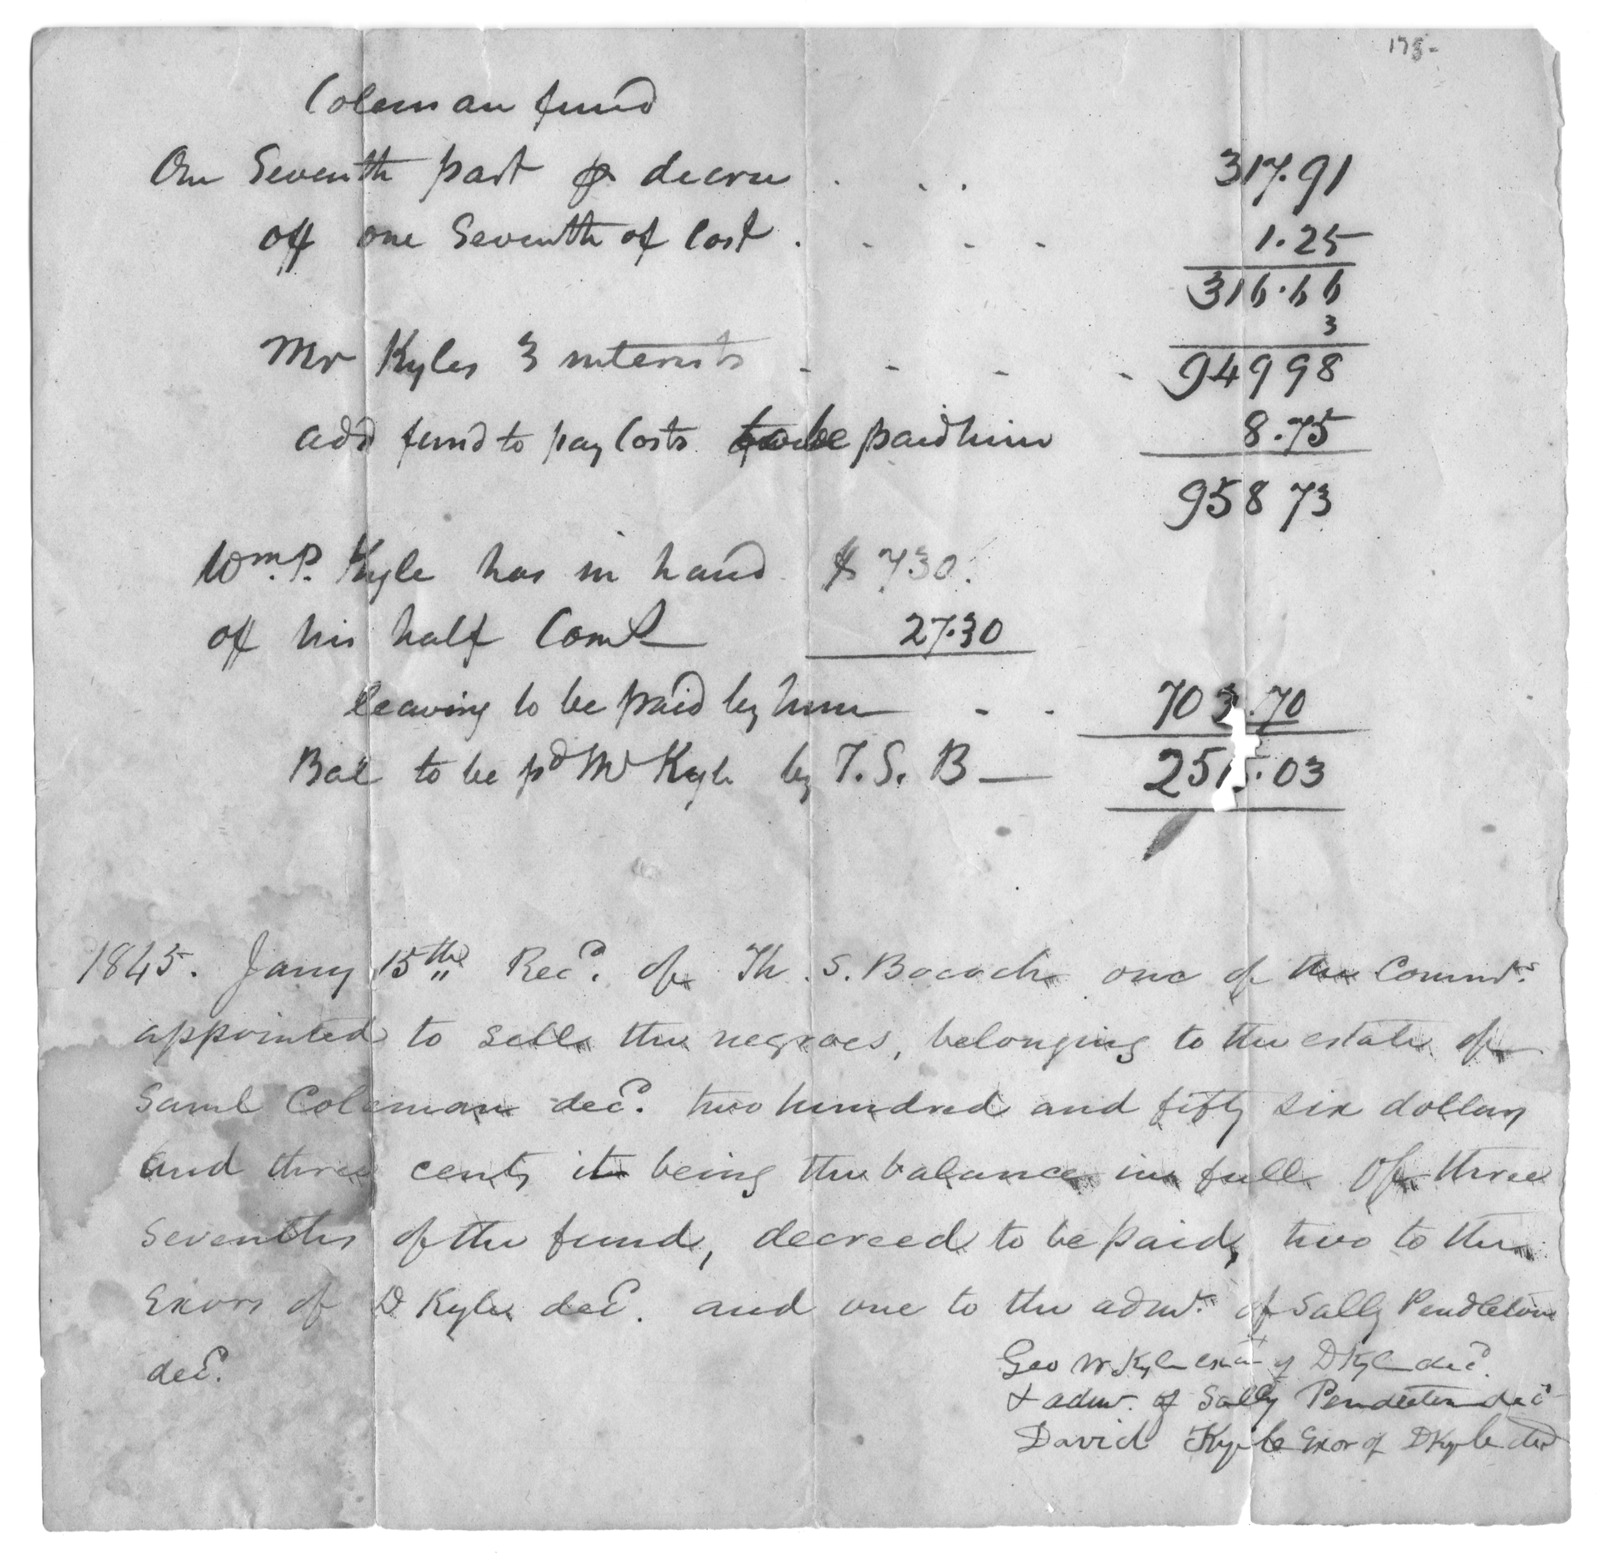 173-
Coleman fund
One Seventh part p decree . . . 317.91
off one Seventh of Cost . - - - 1.25
316.66
3
Mr Kyles 3 interests - - - - 949 98
add fund to pay Costs to be paid him 8.75
958 73
Wm. P. Kyle has in hand $ 730.
off his half Coms 27.30
leaving to be paid by him - - 70 .70
Bal to be pd Mr Kyle by T. S. B — 25 .03
1845. Jany 15th Recd. of Th. S. Bocock one of the Commrs.
appointed to sell the negroes, belonging to the estate of
Saml Coleman decd. two hundred and fifty six dollars
and three cents it being the balance in full of three
Sevenths of the fund, decreed to be paid, two to the
Exors of D Kyle decd. and one to the admr. of Sally Pendleton
decd.
Geo W Kyle exor of D Kyle decd.
& admr. of Sally Pendleton decd
David Kyle Exor of D Kyle decd